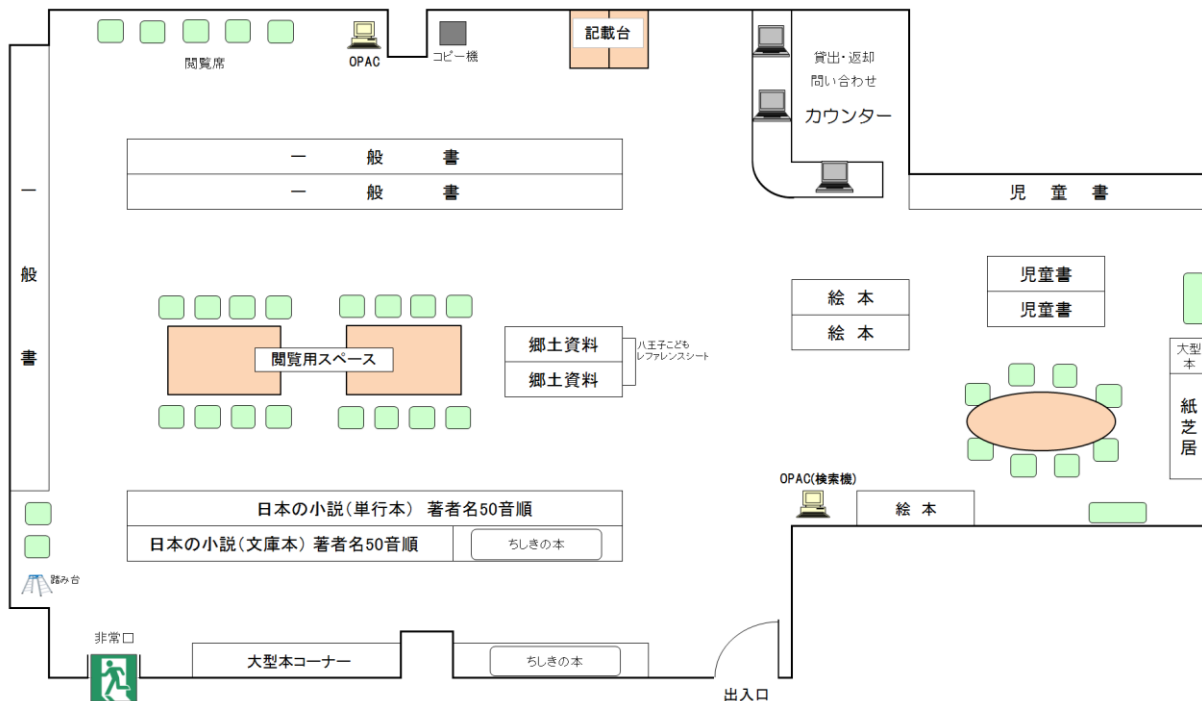 閲覧席
OPAC
コピー機
記載台
貸出・返却
問い合わせ
カウンター
一般書
一般書
一般書
児童書
児童書
児童書
絵本
絵本
閲覧用スペース
郷土資料
郷土資料
八王子こども
レファレンスシート
大型
本
紙芝居
OPAC(検索機)
絵本
日本の小説(単行本) 著者名50音順
日本の小説(文庫本) 著者名50音順
ちしきの本
踏み台
非常口
大型本コーナー
ちしきの本
出入口